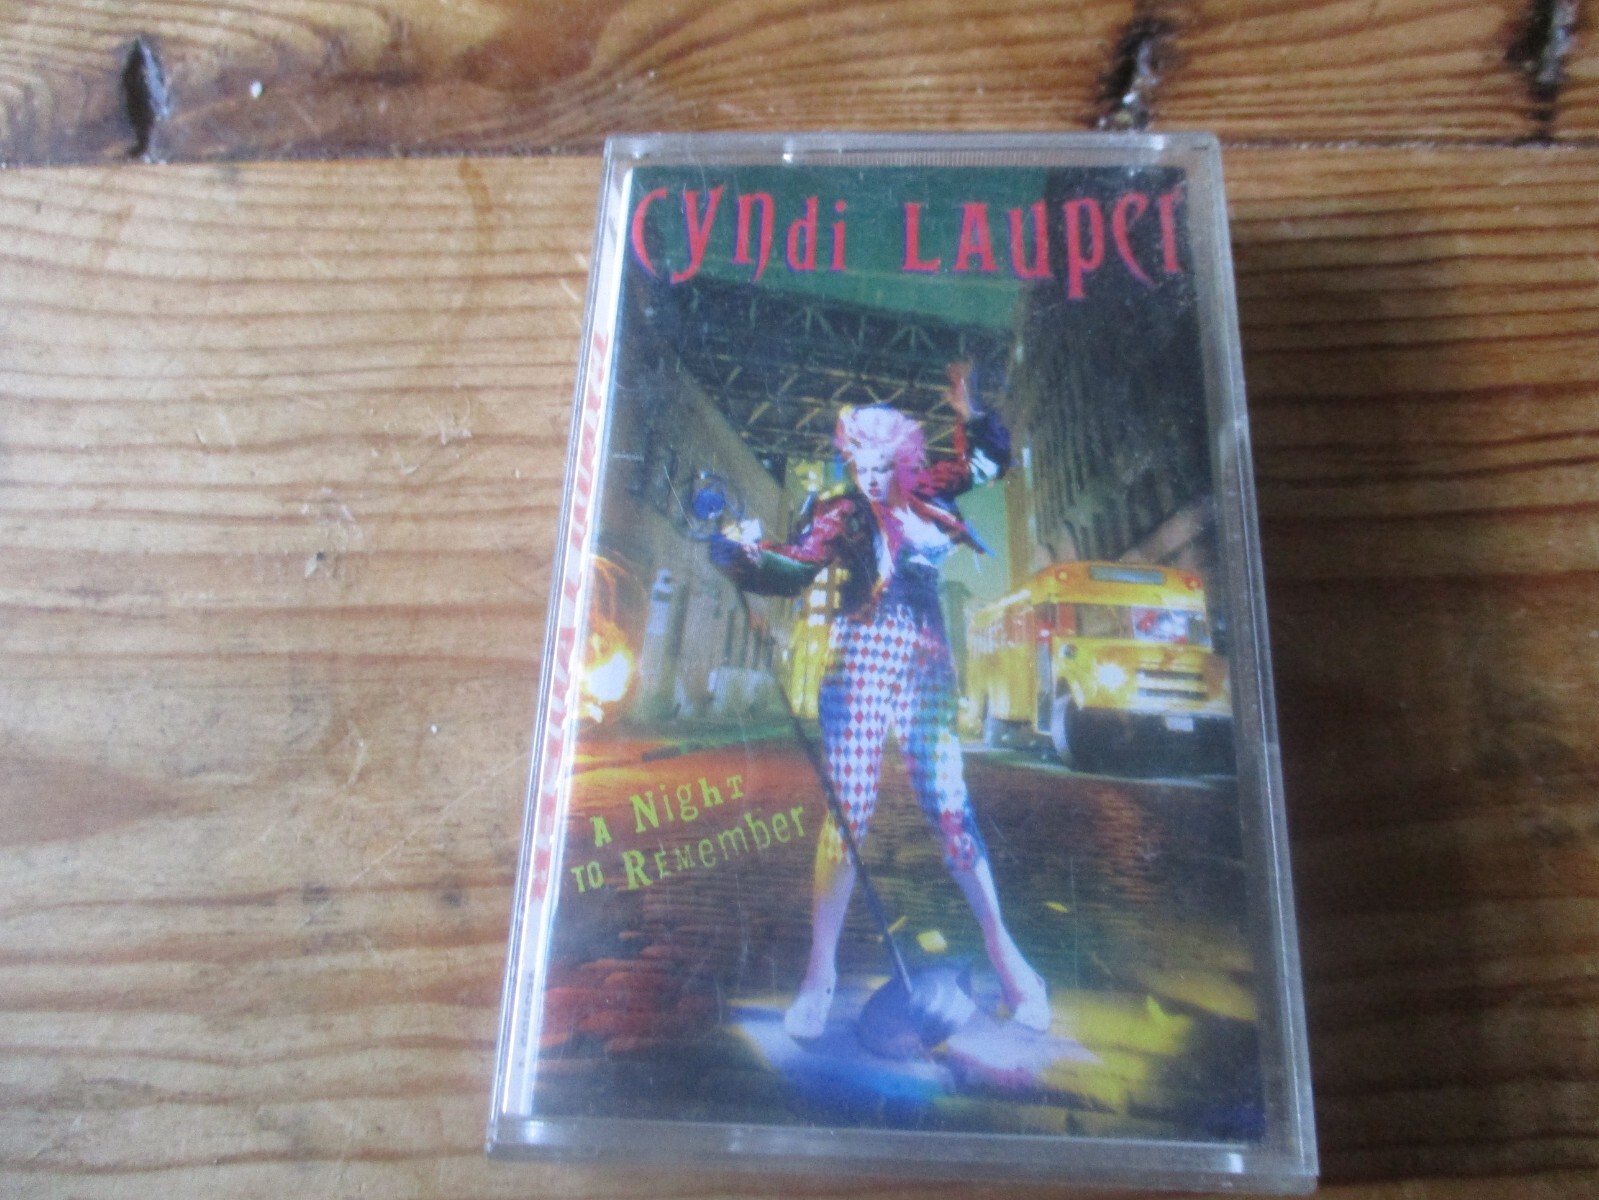 Cyndi LAuper
A NighT
TO REMember